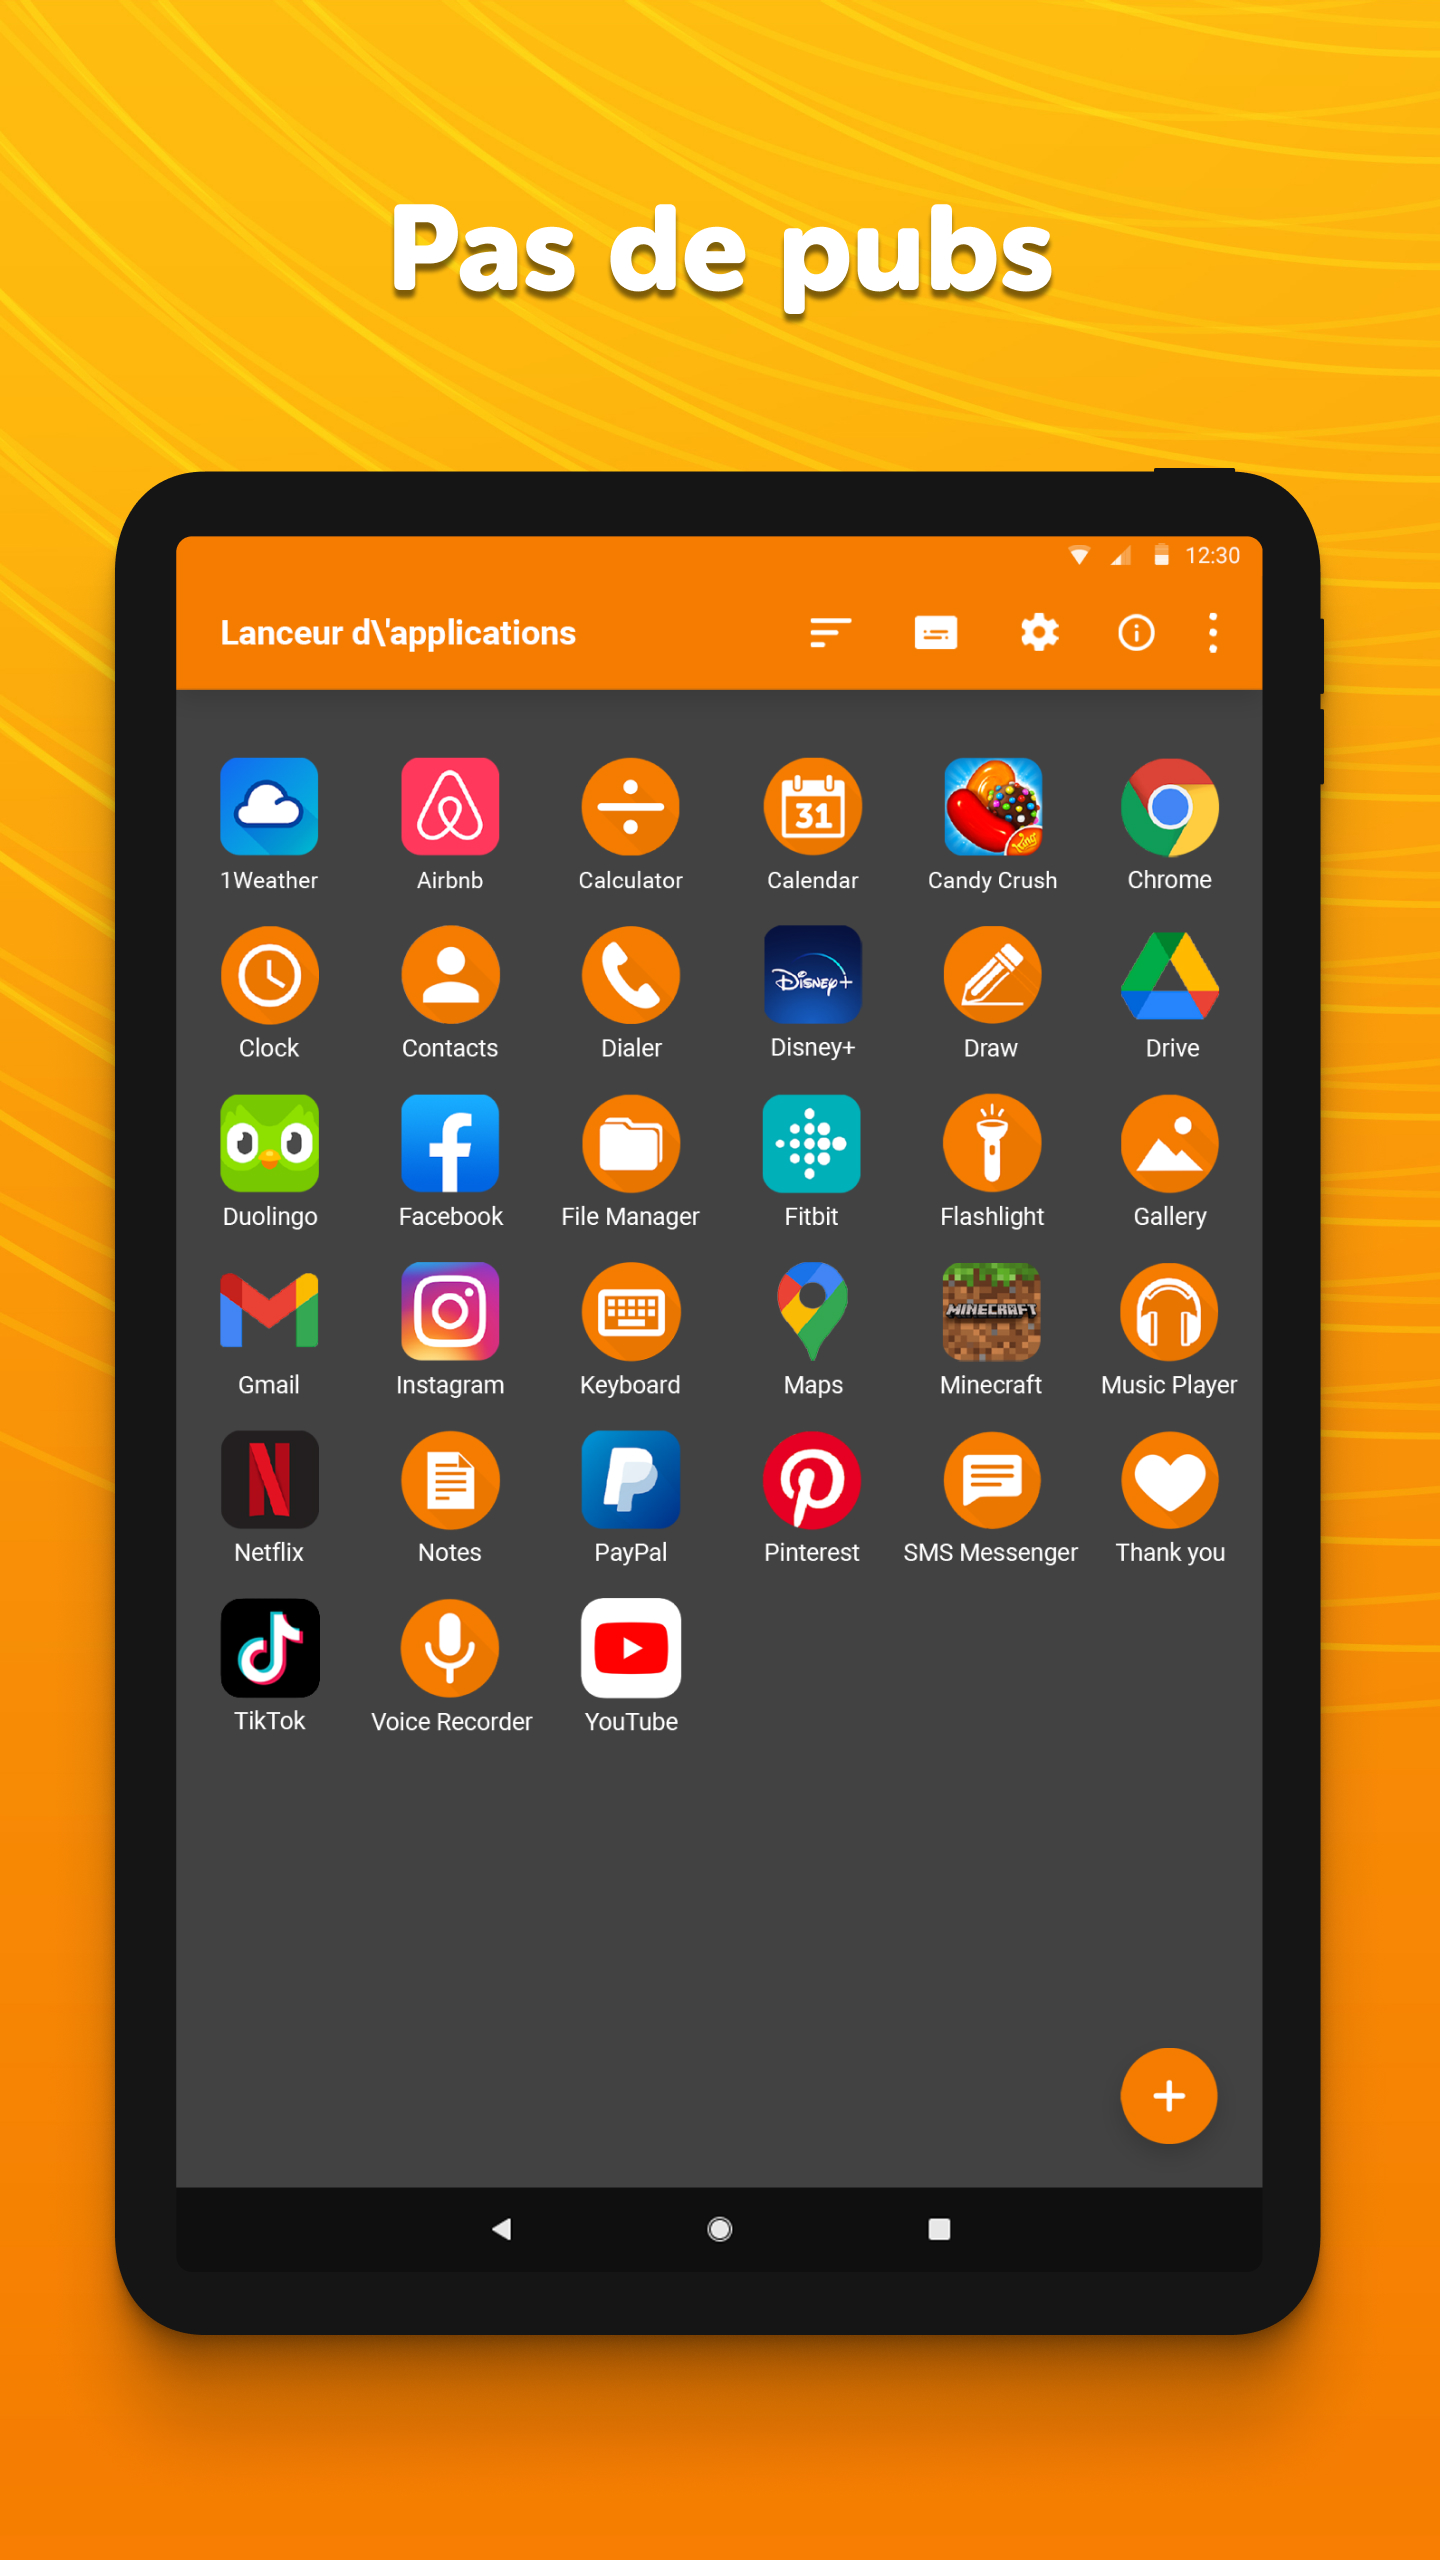 Pas de pubs
12:30
Lanceur d\'applications
31
King
1Weather Airbnb Calculator Calendar Candy Crush Chrome
Disney+
Clock Contacts Dialer Disney+ Draw Drive
Duolingo Facebook File Manager Fitbit Flashlight Gallery
MINECRAFT
Gmail Instagram Keyboard Maps Minecraft Music Player
Netflix Notes PayPal Pinterest SMS Messenger Thank you
TikTok Voice Recorder YouTube